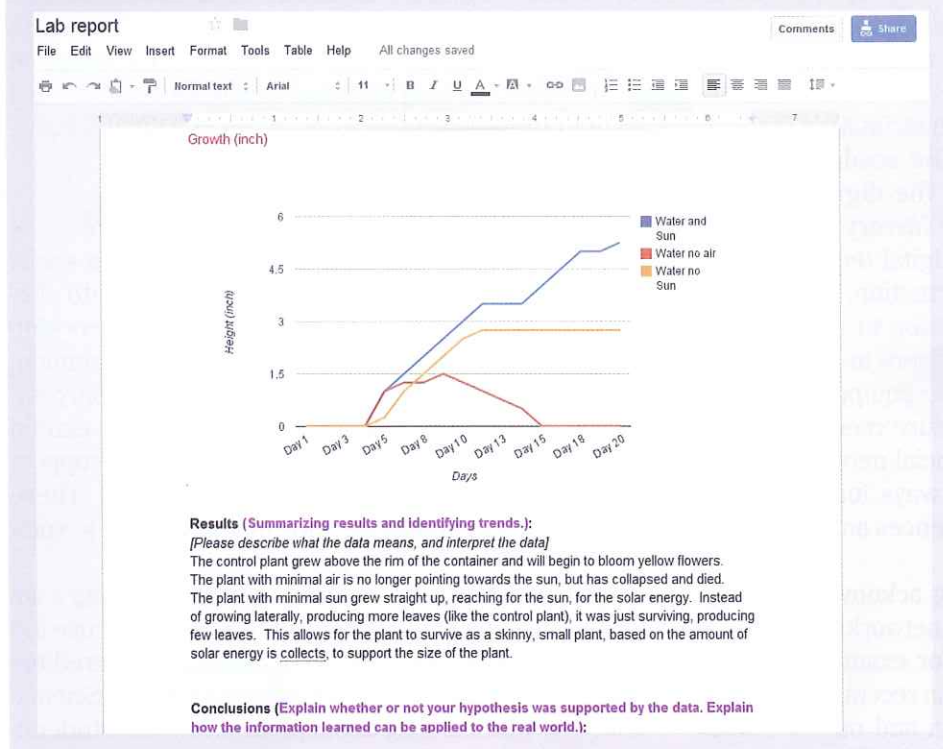 Lab report
Comments
Share
File Edit View Insert Format Tools Table Help All changes saved
Normal text Arial 11 B I U A A
1 2 3 4 5 6 7
Growth (inch)
6
4.5
3
1.5
0
Height (inch)
Day 1 Day 3 Day 5 Day 8 Day 10 Day 13 Day 16 Day 18 Day 20
Days
Water and
Sun
Water no air
Water no
Sun
Results (Summarizing results and identifying trends.):
[Please describe what the data means, and interpret the data]
The control plant grew above the rim of the container and will begin to bloom yellow flowers.
The plant with minimal air is no longer pointing towards the sun, but has collapsed and died.
The plant with minimal sun grew straight up, reaching for the sun, for the solar energy. Instead
of growing laterally, producing more leaves (like the control plant), it was just surviving, producing
few leaves. This allows for the plant to survive as a skinny, small plant, based on the amount of
solar energy is collects, to support the size of the plant.
Conclusions (Explain whether or not your hypothesis was supported by the data. Explain
how the information learned can be applied to the real world.):